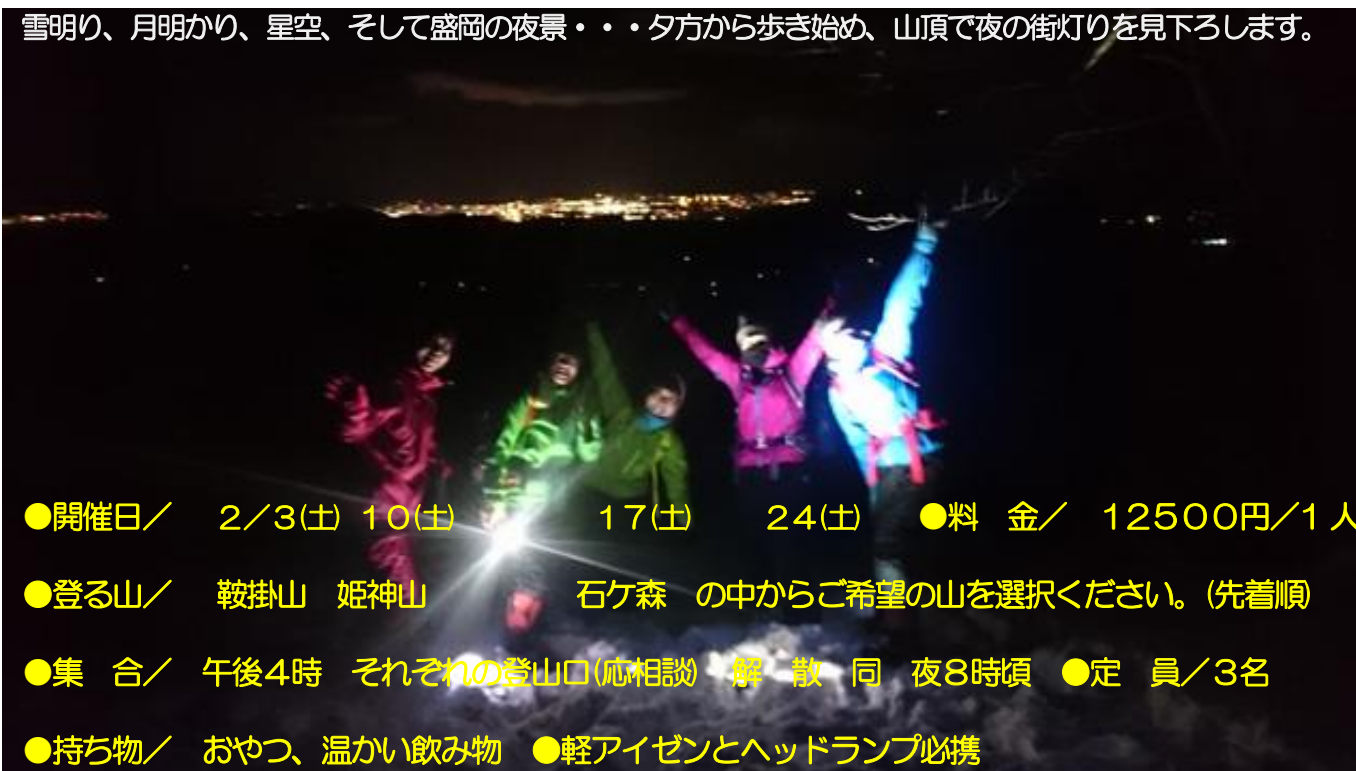 雪明り、月明かり、星空、そして盛岡の夜景・・・夕方から歩き始め、山頂で夜の街灯りを見下ろします。
●開催日／　２／３(土) １０(土)　１７(土)　２４(土)　●料　金／　１２５００円／1 人
●登る山／　鞍掛山　姫神山　石ケ森　の中からご希望の山を選択ください。(先着順)
●集　合／　午後４時　それぞれの登山口(応相談)　解　散　同　夜８時頃　●定　員／３名
●持ち物／　おやつ、温かい飲み物　●軽アイゼンとヘッドランプ必携